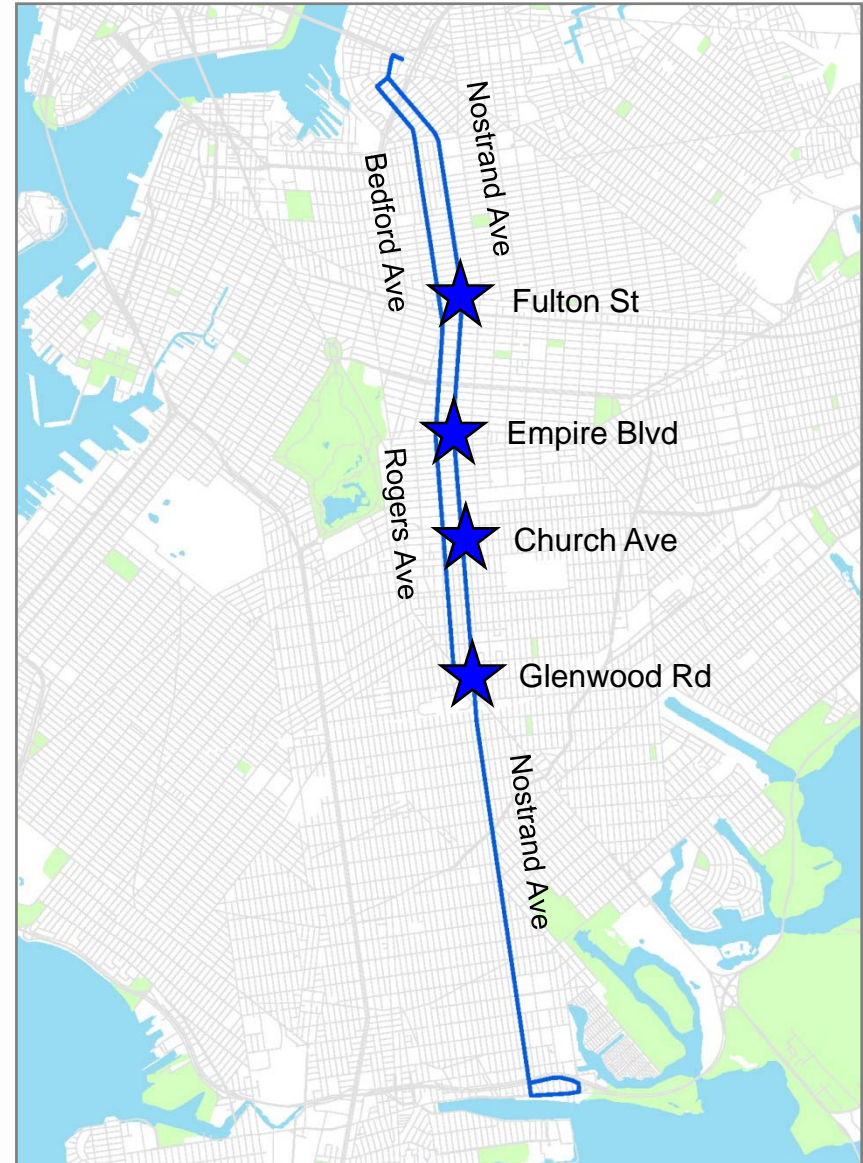 Nostrand Ave
Bedford Ave
Fulton St
Empire Blvd
Rogers Ave
Church Ave
Glenwood Rd
Nostrand Ave